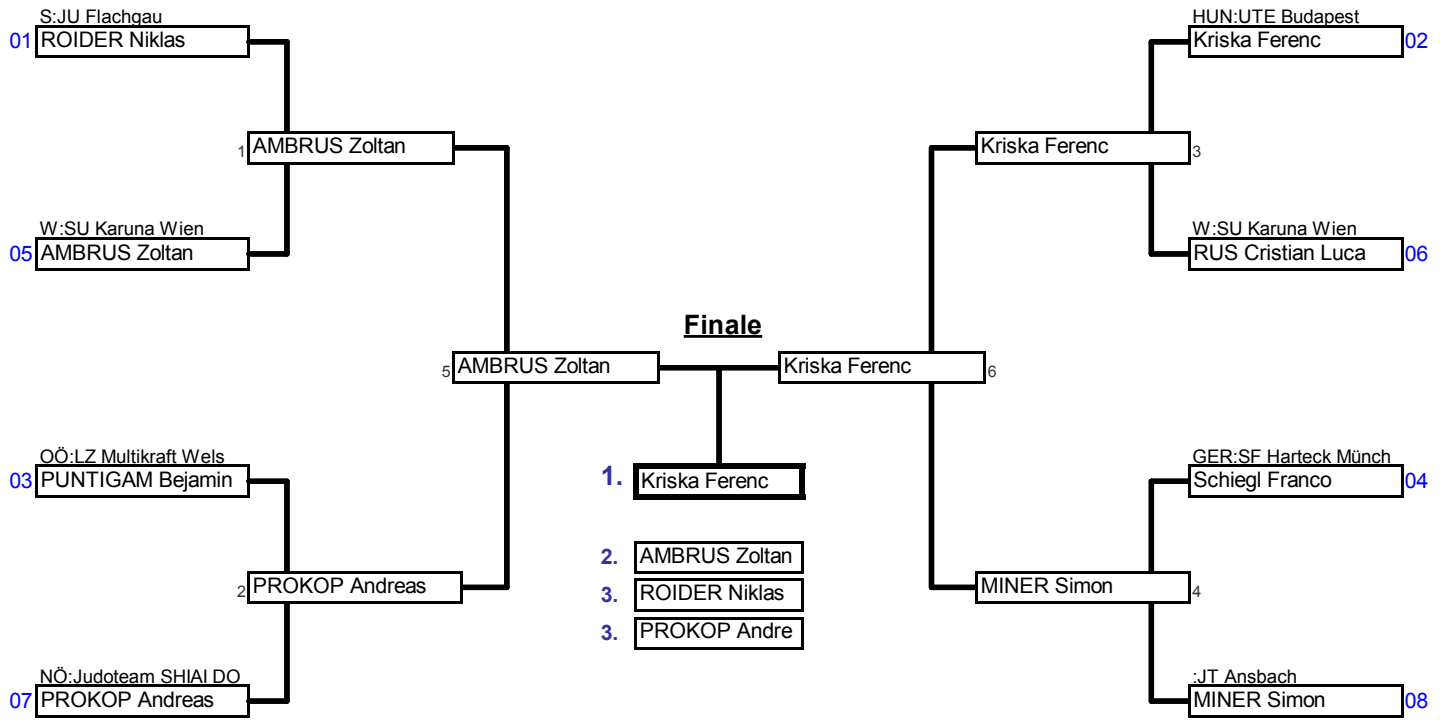 S:JU Flachgau
01 ROIDER Niklas
1 AMBRUS Zoltan
W:SU Karuna Wien
05 AMBRUS Zoltan
5 AMBRUS Zoltan
OÖ:LZ Multikraft Wels
03 PUNTIGAM Bejamin
2 PROKOP Andreas
NÖ:Judoteam SHIAI DO
07 PROKOP Andreas
Finale
1. Kriska Ferenc
2. AMBRUS Zoltan
3. ROIDER Niklas
3. PROKOP Andre
HUN:UTE Budapest
Kriska Ferenc 02
Kriska Ferenc 3
W:SU Karuna Wien
RUS Cristian Luca 06
Kriska Ferenc 6
GER:SF Harteck Münch
Schiegl Franco 04
MINER Simon 4
:JT Ansbach
MINER Simon 08